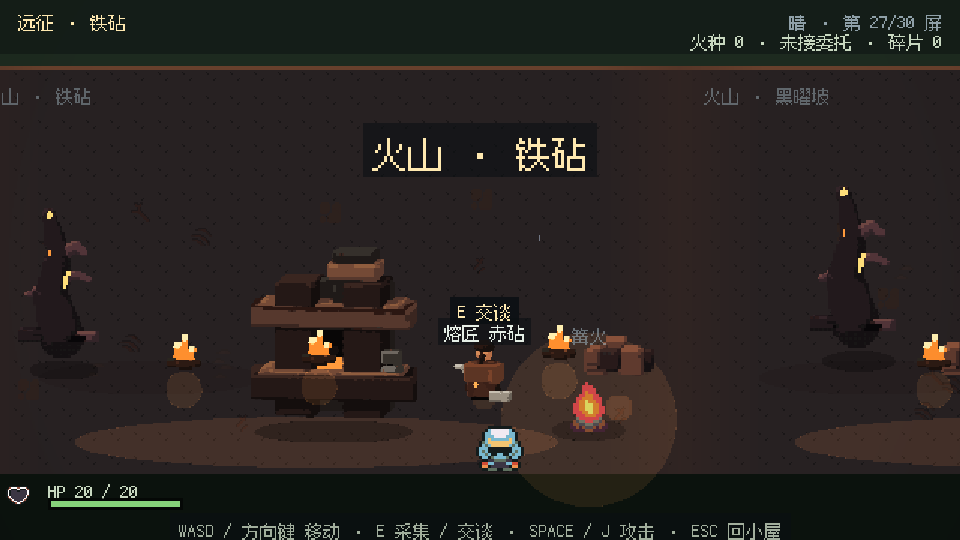 远征 · 铁砧
晴 · 第 27/30 屏
火种 0 · 未接委托 · 碎片 0
山 · 铁砧
火山 · 黑曜坡
火山 · 铁砧
E 交谈
熔匠 赤砧
篝火
HP 20 / 20
WASD / 方向键 移动 · E 采集 / 交谈 · SPACE / J 攻击 · ESC 回小屋